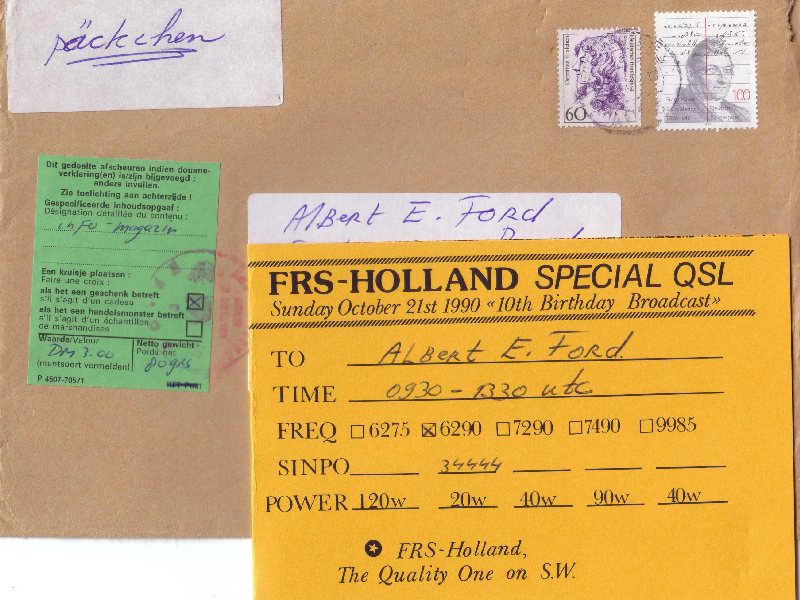 päckchen
60
100
Dit gedeelte afscheuren indien douane-
verklaring(en) is/zijn bijgevoegd :
anders invullen.
Zie toelichting aan achterzijde !
Gespecificeerde inhoudsopgaaf :
Désignation détaillée du contenu :
info-magazin
Een kruisje plaatsen :
Faire une croix :
als het een geschenk betreft
s'il s'agit d'un cadeau
als het een handelsmonster betreft
s'il s'agit d'un échantillon
de marchandises
Waarde/Valeur
DM 3.00
(muntsoort vermelden)
Netto gewicht-
Poids net
80grs
P 4507-70571
Albert E. Ford
FRS-HOLLAND SPECIAL QSL
Sunday October 21st 1990 «10th Birthday Broadcast»
TO Albert E. Ford
TIME 0930 - 1330 utc
FREQ 6275 6290 7290 7490 9985
SINPO 34444
POWER 120w 20w 40w 90w 40w
FRS-Holland,
The Quality One on S.W.